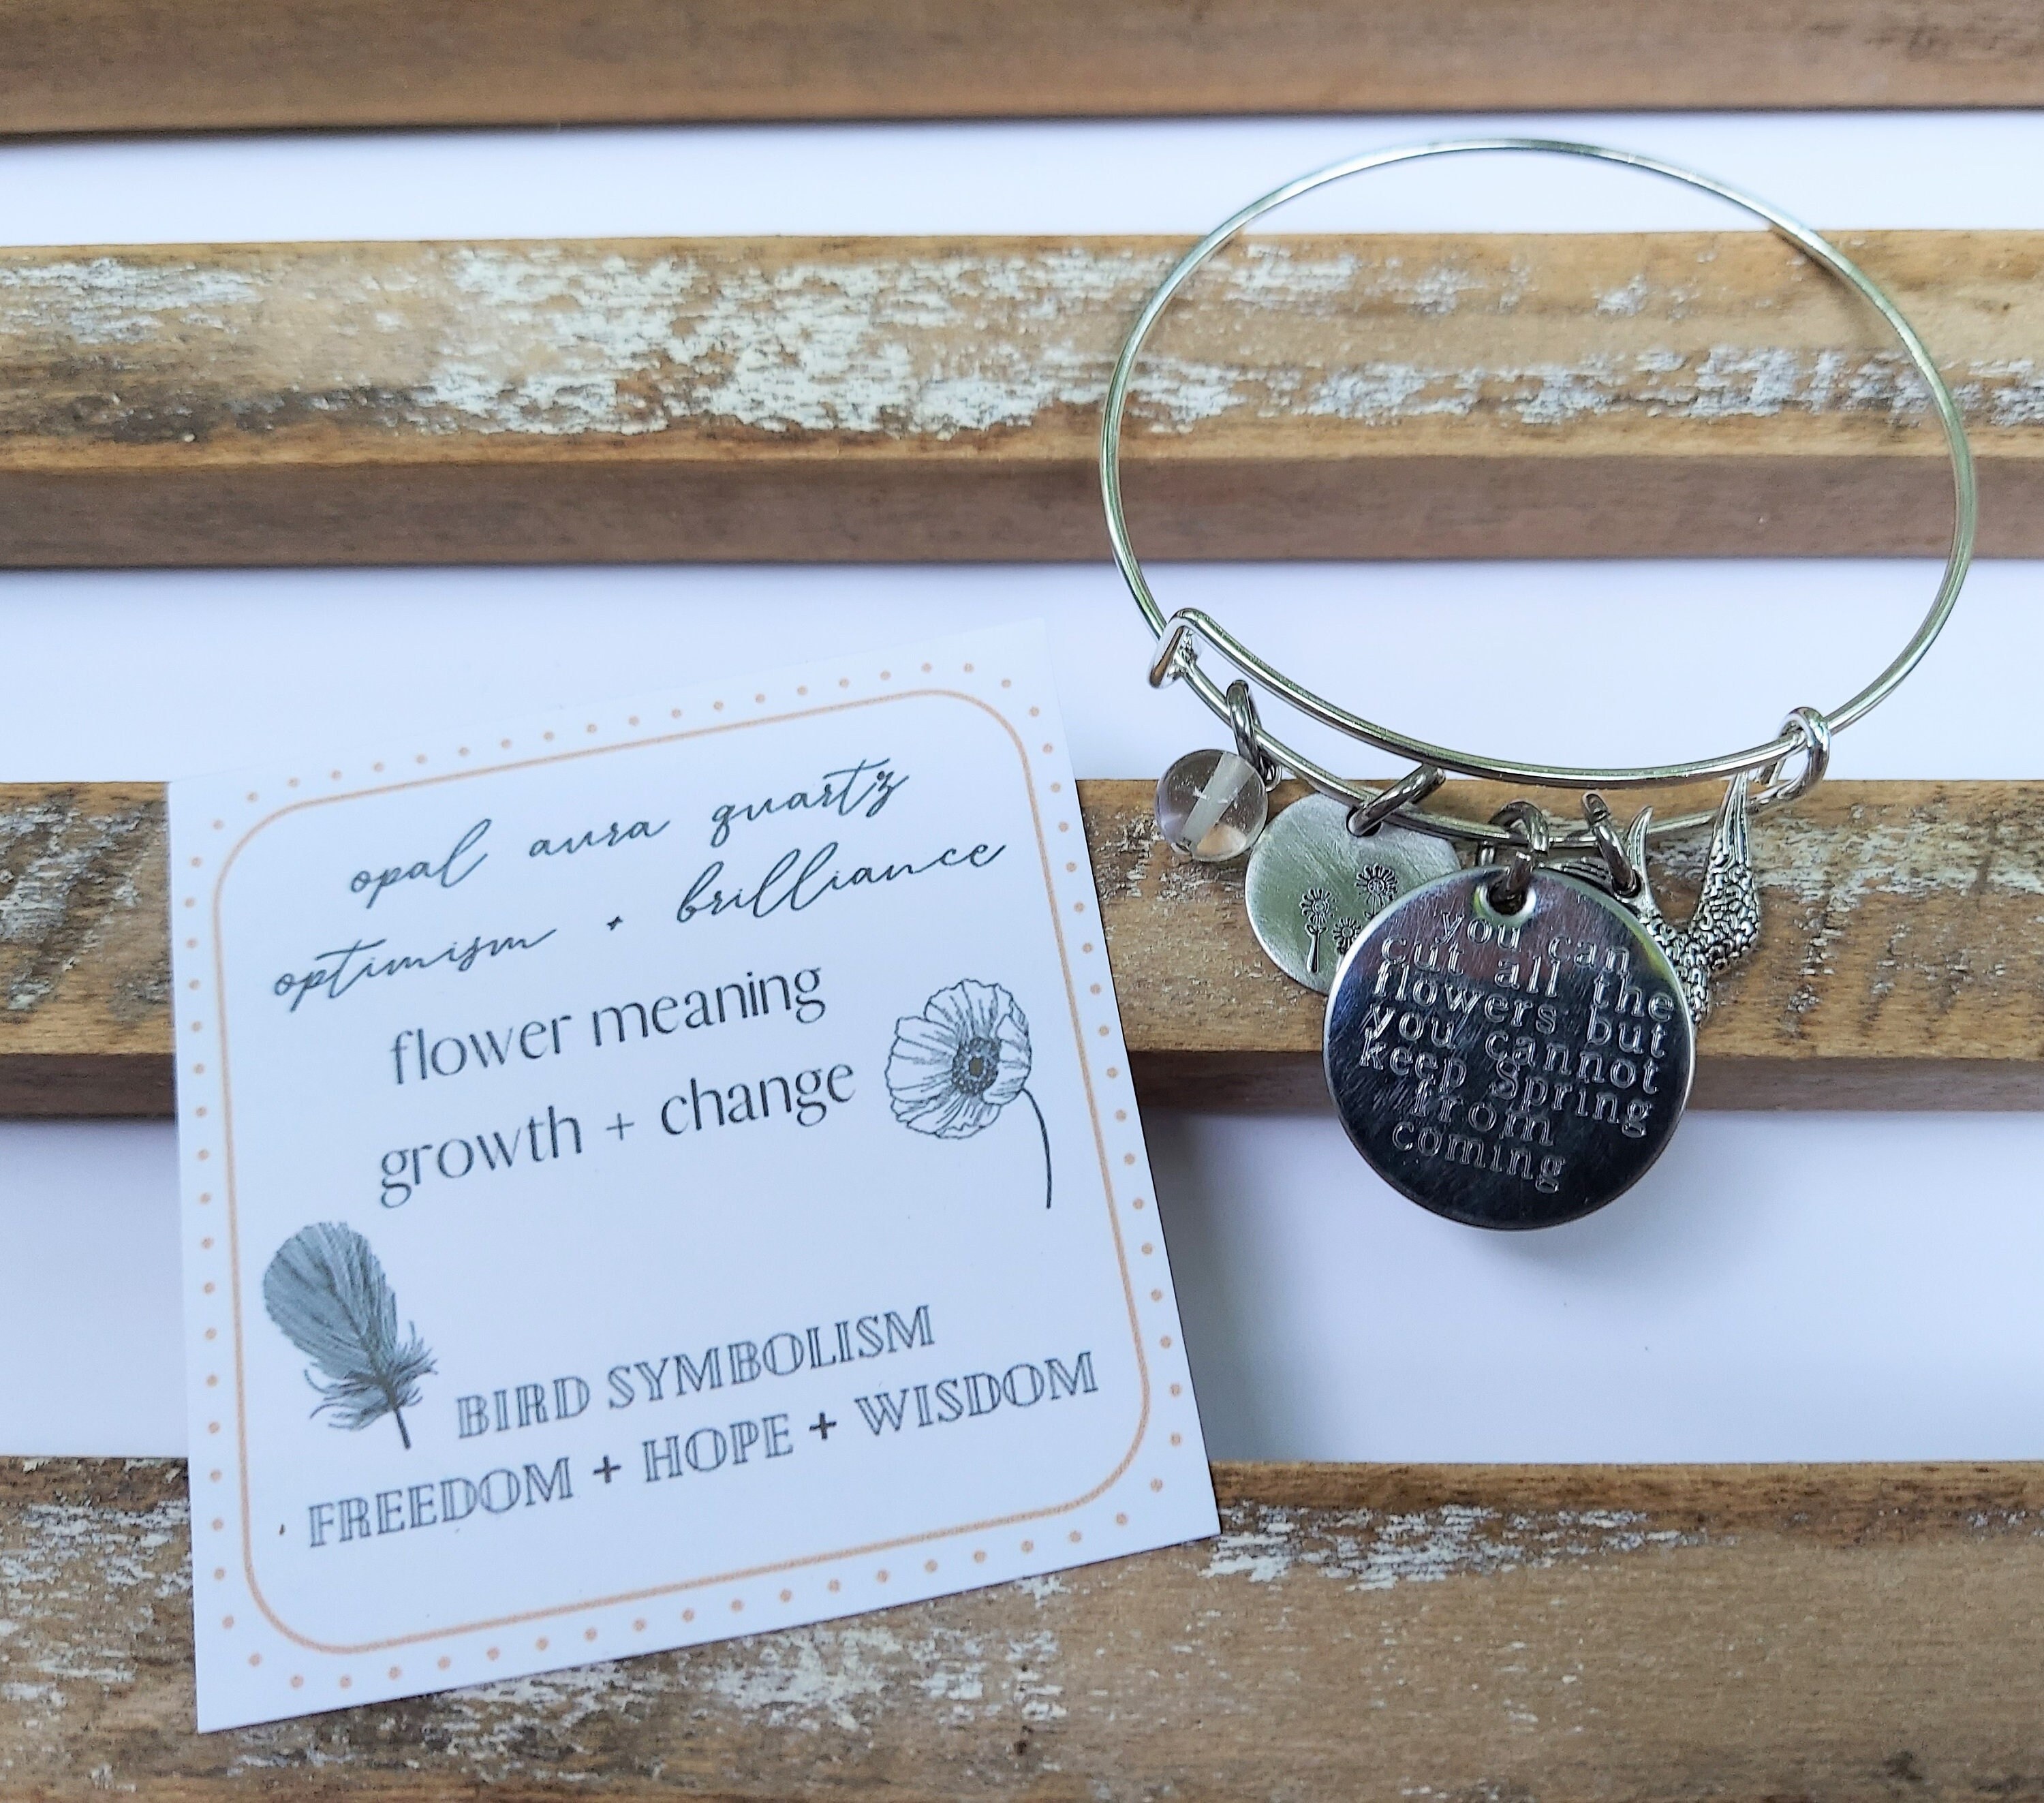 opal aura quartz
optimism + brilliance
flower meaning
growth + change
BIRD SYMBOLISM
FREEDOM + HOPE + WISDOM
you can
cut all the
flowers but
you cannot
keep Spring
from
coming